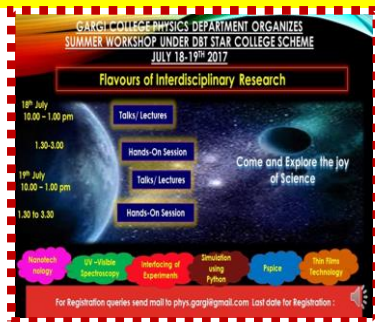 GARGI COLLEGE PHYSICS DEPARTMENT ORGANIZES
SUMMER WORKSHOP UNDER DBT STAR COLLEGE SCHEME
JULY 18-19TH 2017
Flavours of Interdisciplinary Research
18th July
10.00 – 1.00 pm
Talks/ Lectures
1.30-3.00
Hands-On Session
19th July
10.00 – 1.00 pm
Talks/ Lectures
1.30 to 3.30
Hands-On Session
Come and Explore the joy
of Science
Nanotech
nology
UV –Visible
Spectroscopy
Interfacing of
Experiments
Simulation
using
Python
Pspice
Thin Films
Technology
For Registration queries send mail to phys.gargi@gmail.com Last date for Registration :